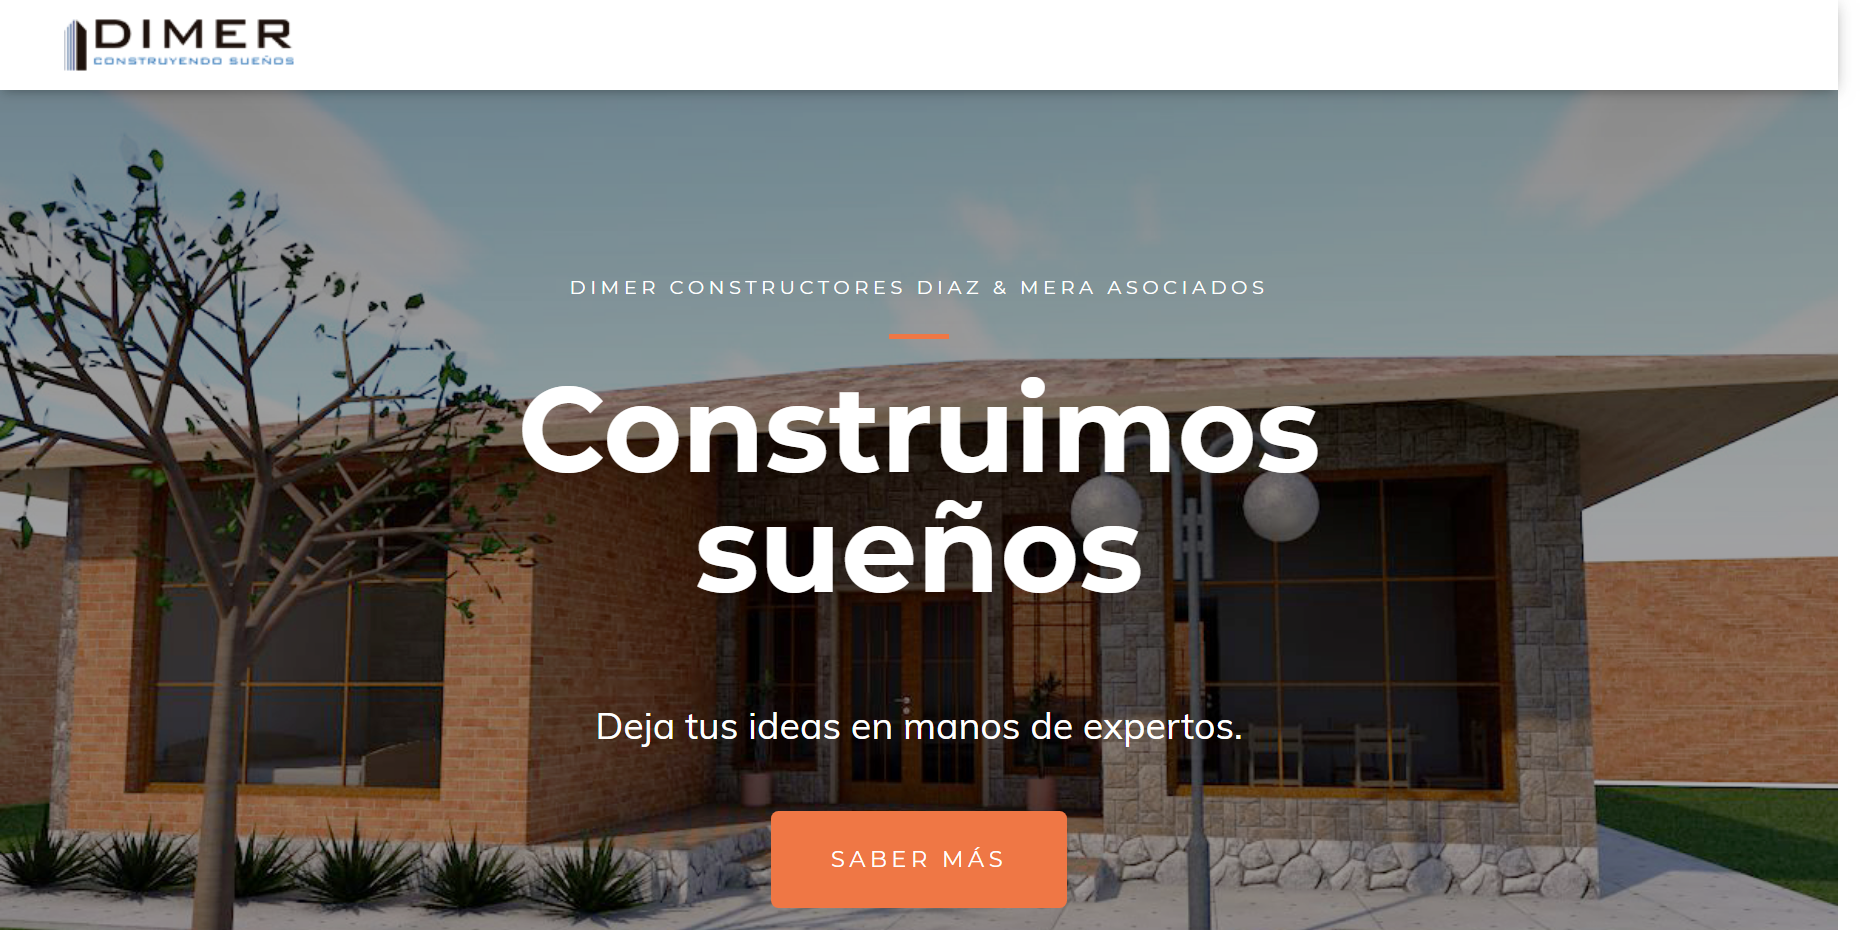 DIMER
CONSTRUYENDO SUEÑOS
DIMER CONSTRUCTORES DIAZ & MERA ASOCIADOS
Construimos
sueños
Deja tus ideas en manos de expertos.
SABER MÁS